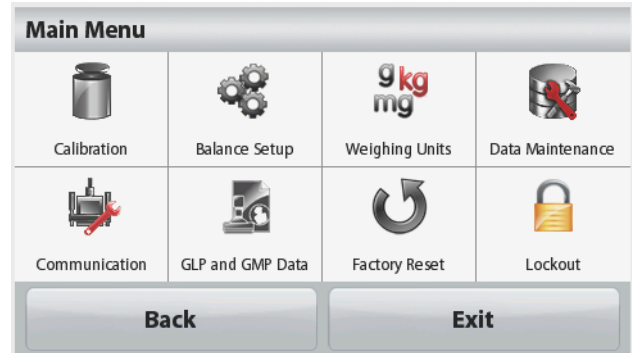 Main Menu
g kg
mg
Calibration
Balance Setup
Weighing Units
Data Maintenance
Communication
GLP and GMP Data
Factory Reset
Lockout
Back
Exit